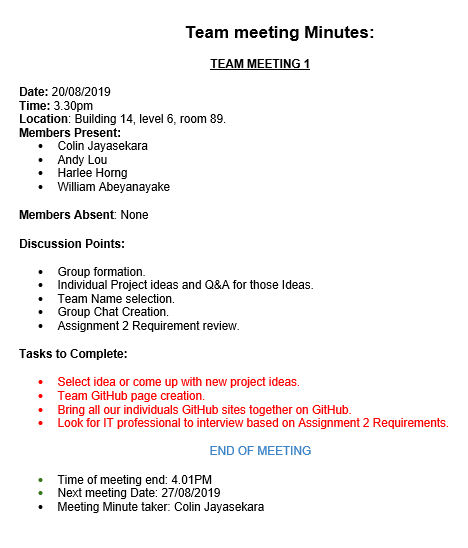 Team meeting Minutes:
TEAM MEETING 1
Date: 20/08/2019
Time: 3.30pm
Location: Building 14, level 6, room 89.
Members Present:
• Colin Jayasekara
• Andy Lou
• Harlee Horng
• William Abeyanayake
Members Absent: None
Discussion Points:
• Group formation.
• Individual Project ideas and Q&A for those Ideas.
• Team Name selection.
• Group Chat Creation.
• Assignment 2 Requirement review.
Tasks to Complete:
• Select idea or come up with new project ideas.
• Team GitHub page creation.
• Bring all our individuals GitHub sites together on GitHub.
• Look for IT professional to interview based on Assignment 2 Requirements.
END OF MEETING
• Time of meeting end: 4.01PM
• Next meeting Date: 27/08/2019
• Meeting Minute taker: Colin Jayasekara